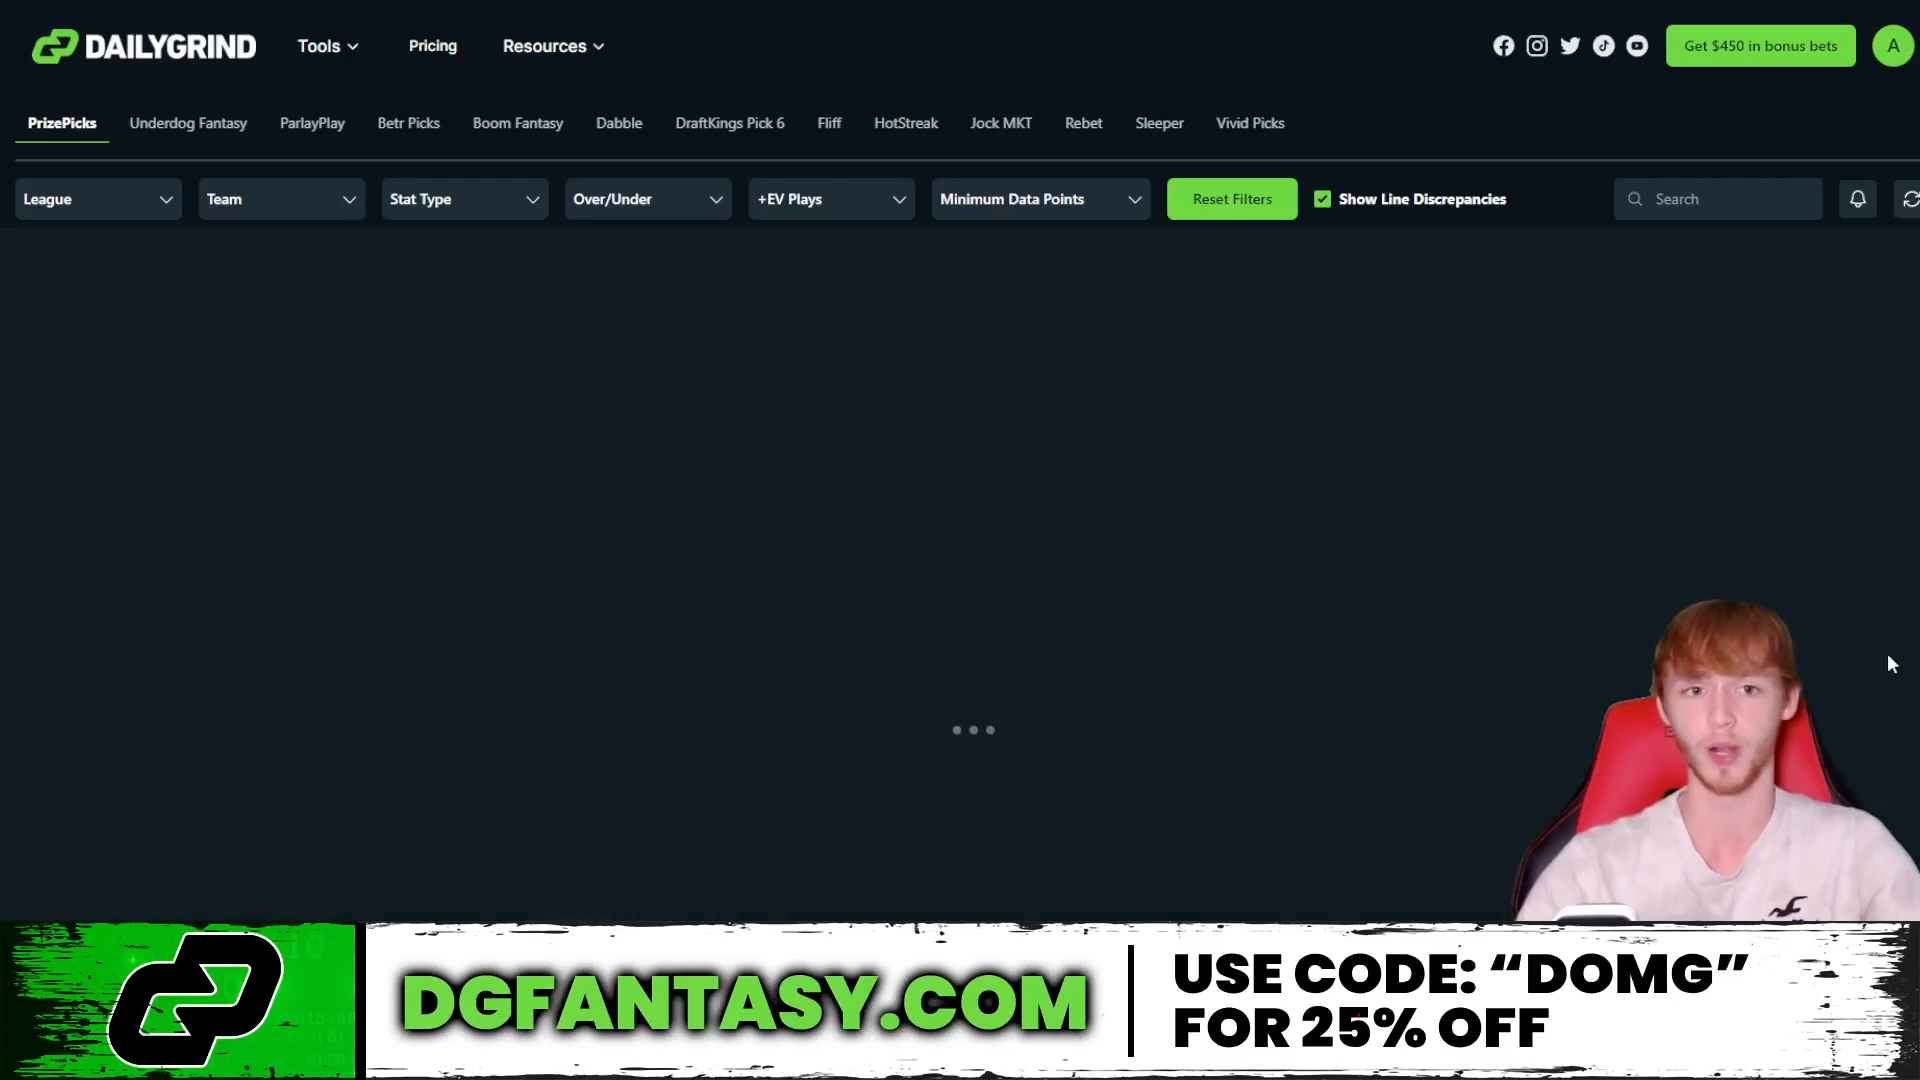 DAILYGRIND Tools Pricing Resources Get $450 in bonus bets A
PrizePicks Underdog Fantasy ParlayPlay Betr Picks Boom Fantasy Dabble DraftKings Pick 6 Fliff HotStreak Jock MKT Rebet Sleeper Vivid Picks
League Team Stat Type Over/Under +EV Plays Minimum Data Points Reset Filters Show Line Discrepancies Search
DGFANTASY.COM
USE CODE: “DOMG”
FOR 25% OFF